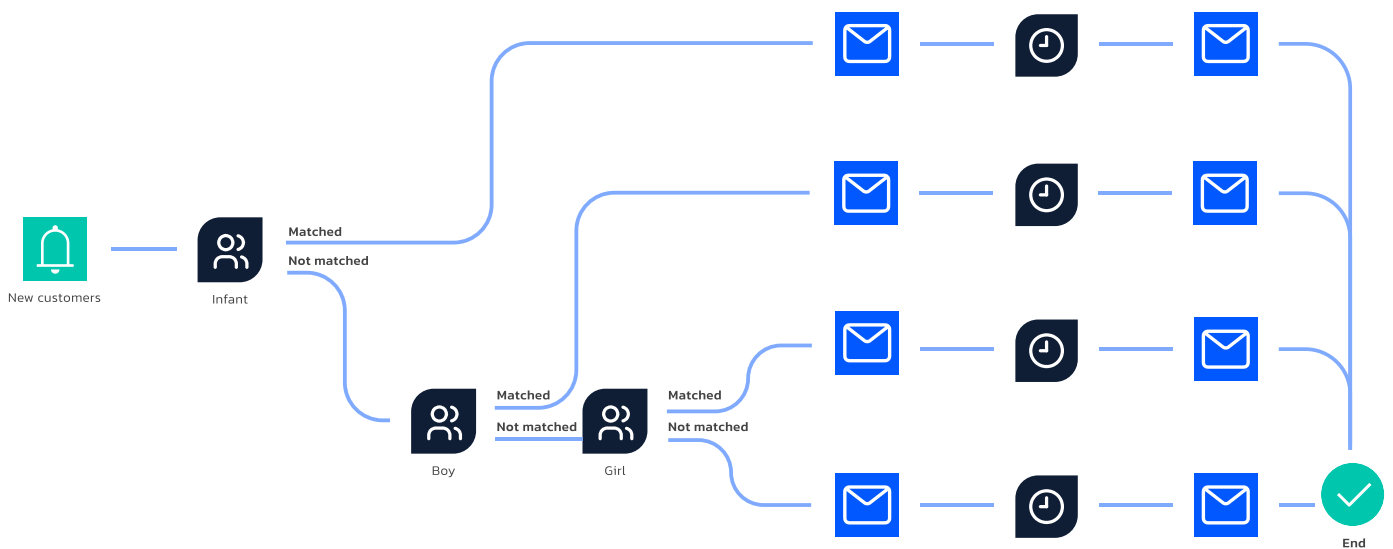 Matched
Not matched
New customers
Infant
Matched
Not matched
Boy
Matched
Not matched
Girl
End